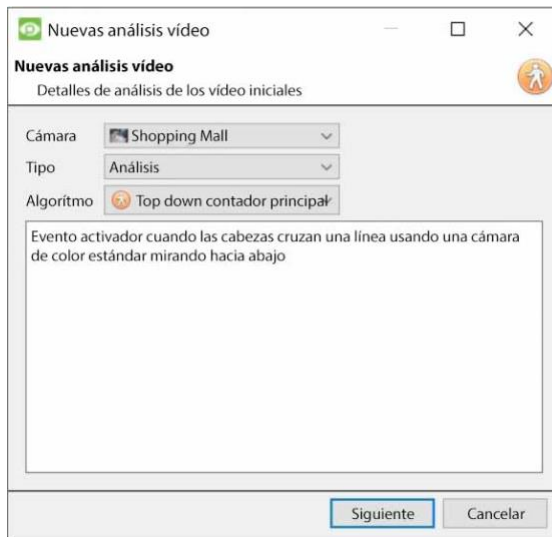 Nuevas análisis vídeo
Nuevas análisis vídeo
Detalles de análisis de los vídeo iniciales
Cámara
Shopping Mall
Tipo
Análisis
Algorítmo
Top down contador principal
Evento activador cuando las cabezas cruzan una línea usando una cámara
de color estándar mirando hacia abajo
Siguiente
Cancelar